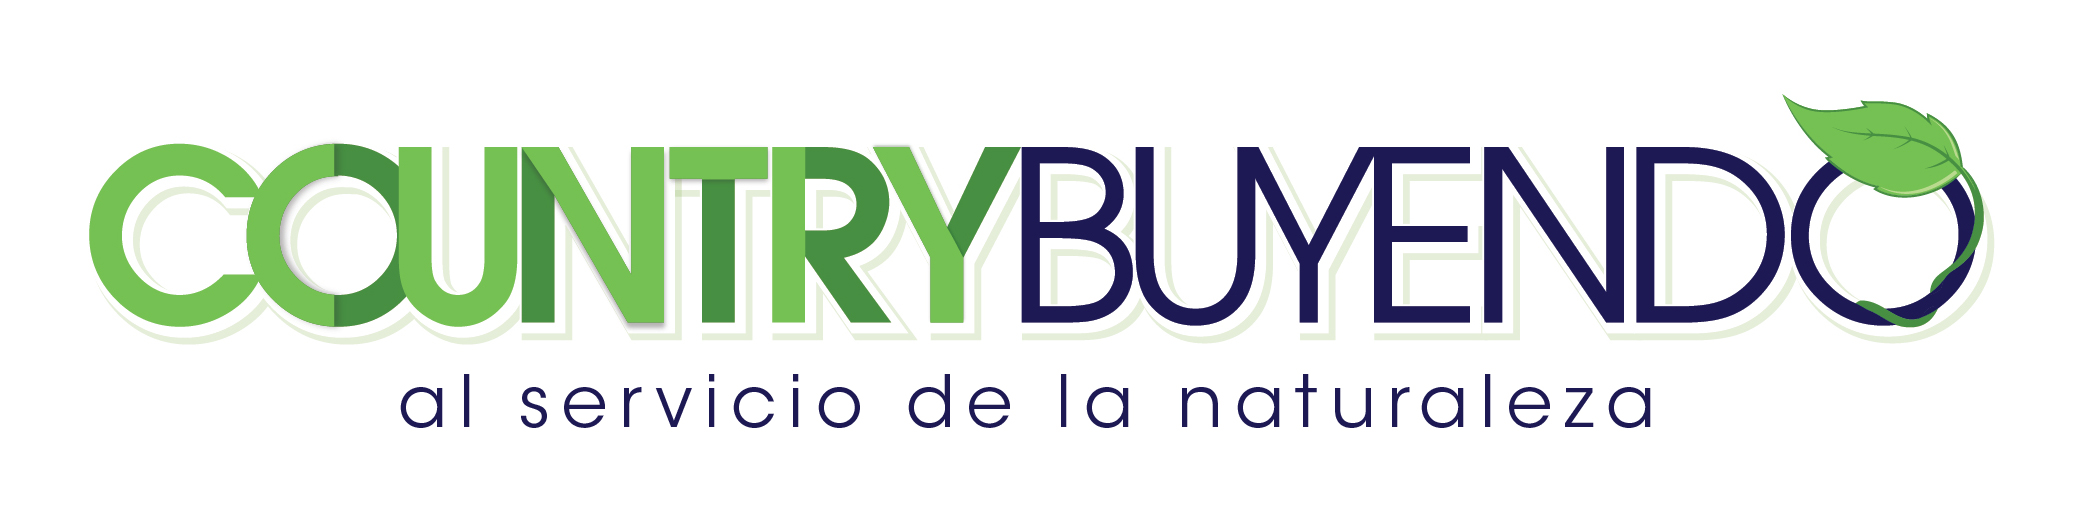 COUNTRYBUYENDO
al servicio de la naturaleza